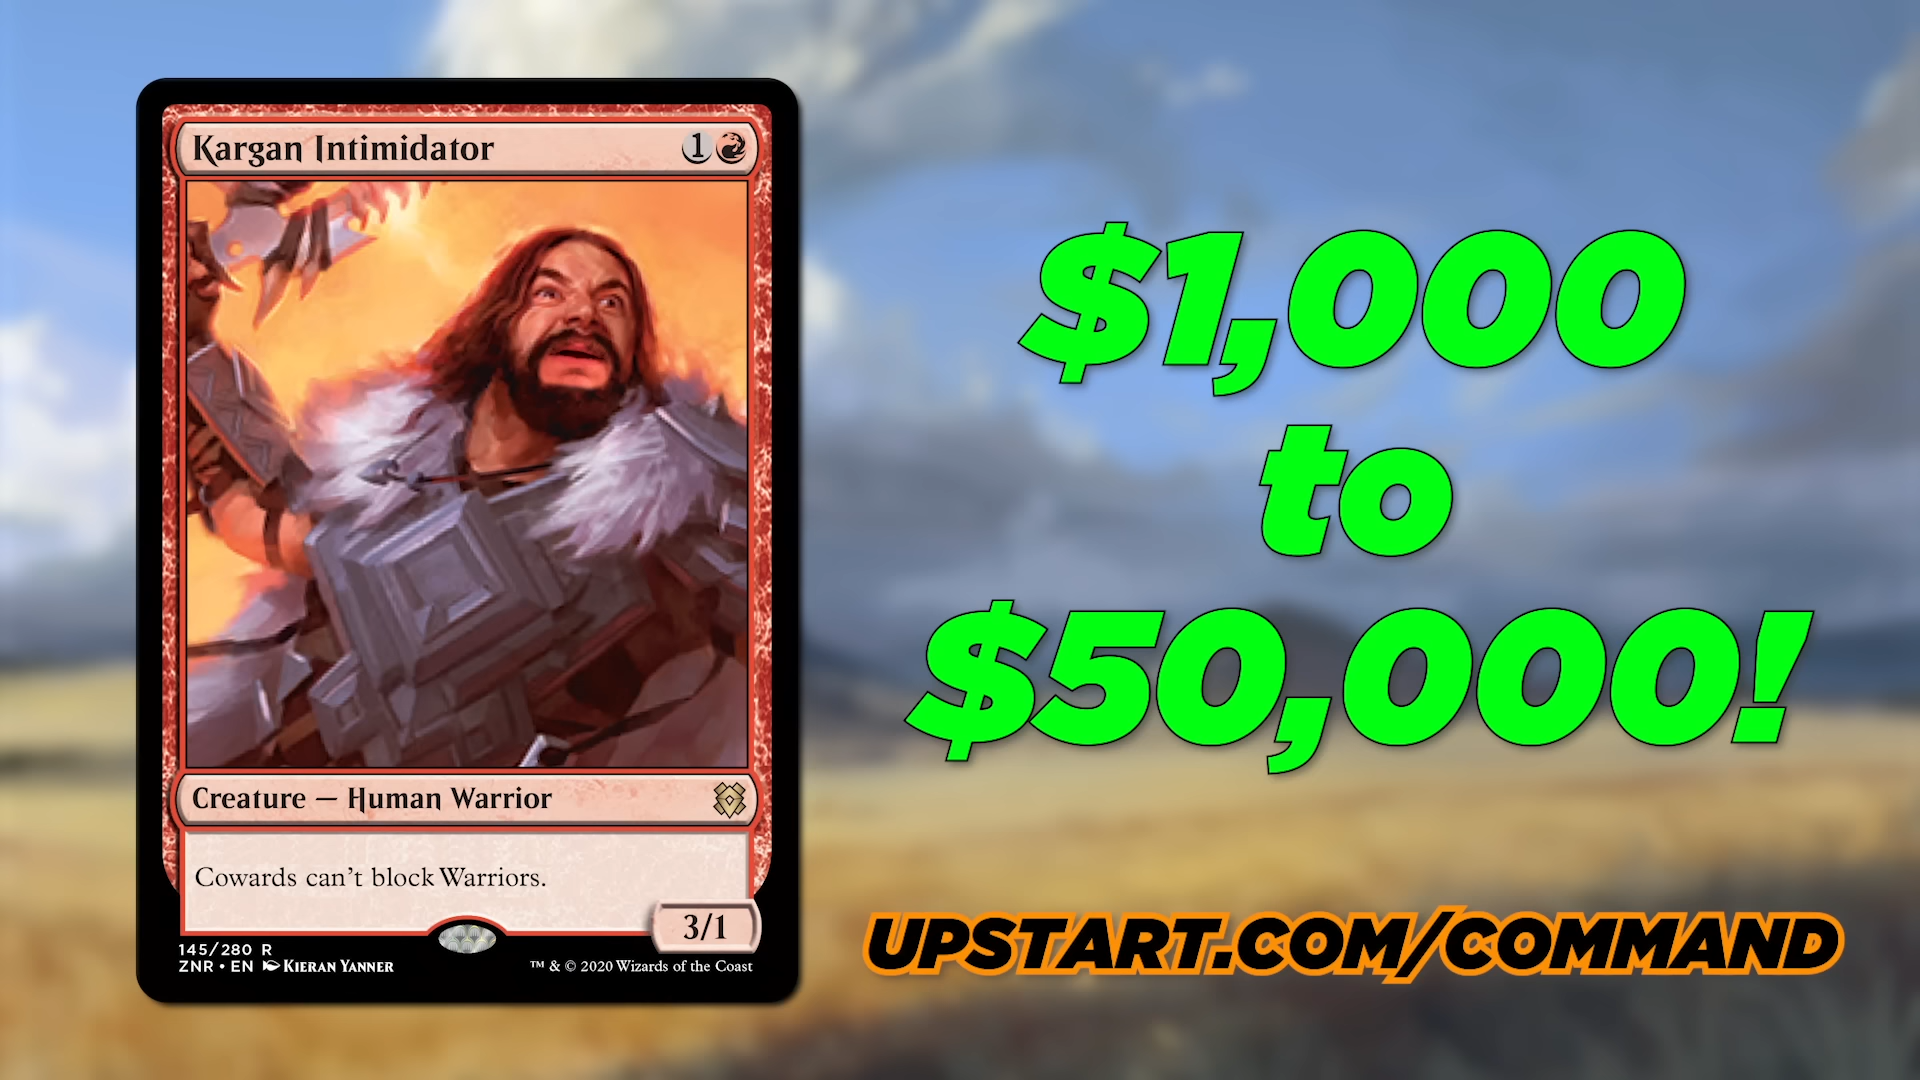 Kargan Intimidator 1
Creature — Human Warrior
Cowards can't block Warriors.
3/1
145/280 R
ZNR • EN KIERAN YANNER
™ & © 2020 Wizards of the Coast
$1,000
to
$50,000!
UPSTART.COM/COMMAND